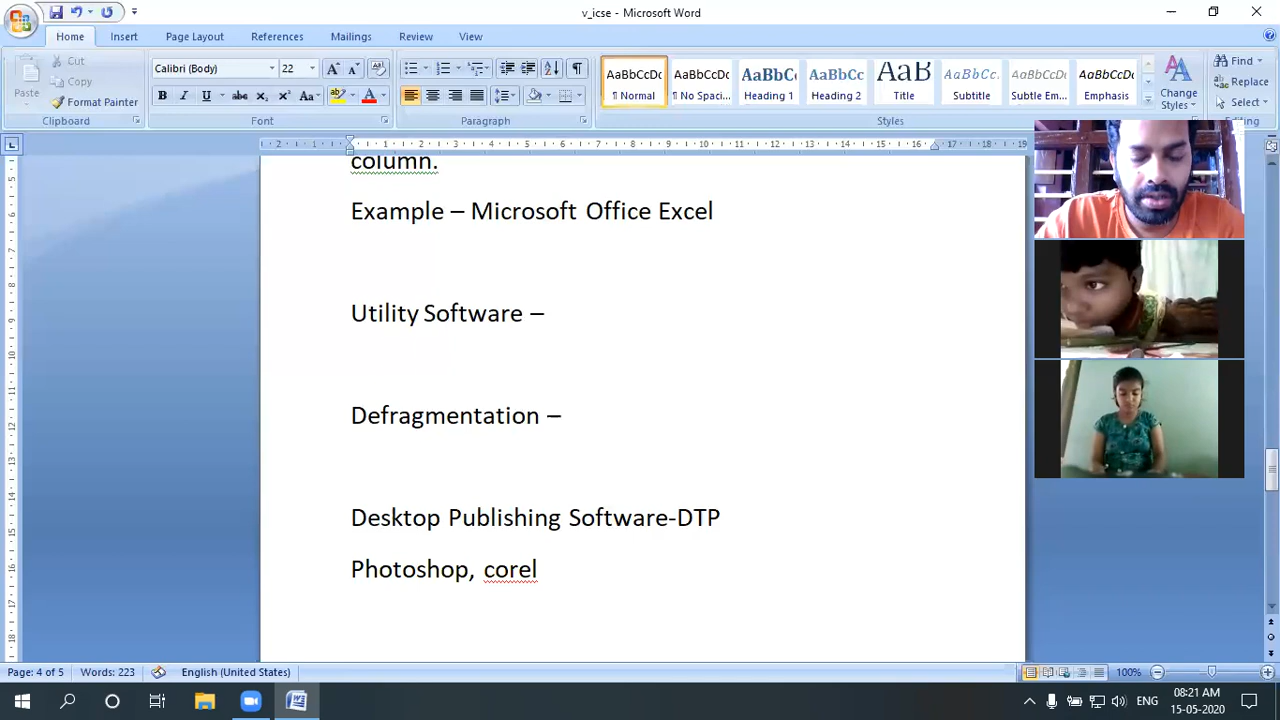 v_icse - Microsoft Word
Home Insert Page Layout References Mailings Review View
Paste
Cut
Copy
Format Painter
Clipboard
Calibri (Body) 22
Font
Paragraph
AaBbCcDc AaBbCcDc AaBbC AaBbCc AaB AaBbCc. AaBbCcDc AaBbCcDc
¶ Normal ¶ No Spaci... Heading 1 Heading 2 Title Subtitle Subtle Em... Emphasis
Change Styles
Styles
Find
Replace
Select
Editing
column.
Example – Microsoft Office Excel
Utility Software –
Defragmentation –
Desktop Publishing Software-DTP
Photoshop, corel
Page: 4 of 5 Words: 223 English (United States) 100%
ENG 08:21 AM
15-05-2020